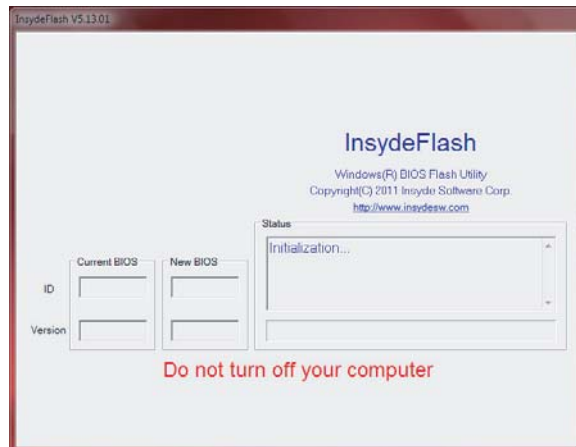 InsydeFlash V5.13.01
InsydeFlash
Windows(R) BIOS Flash Utility
Copyright(C) 2011 Insyde Software Corp.
http://www.insydesw.com
Status
Initialization...
Current BIOS
New BIOS
ID
Version
Do not turn off your computer